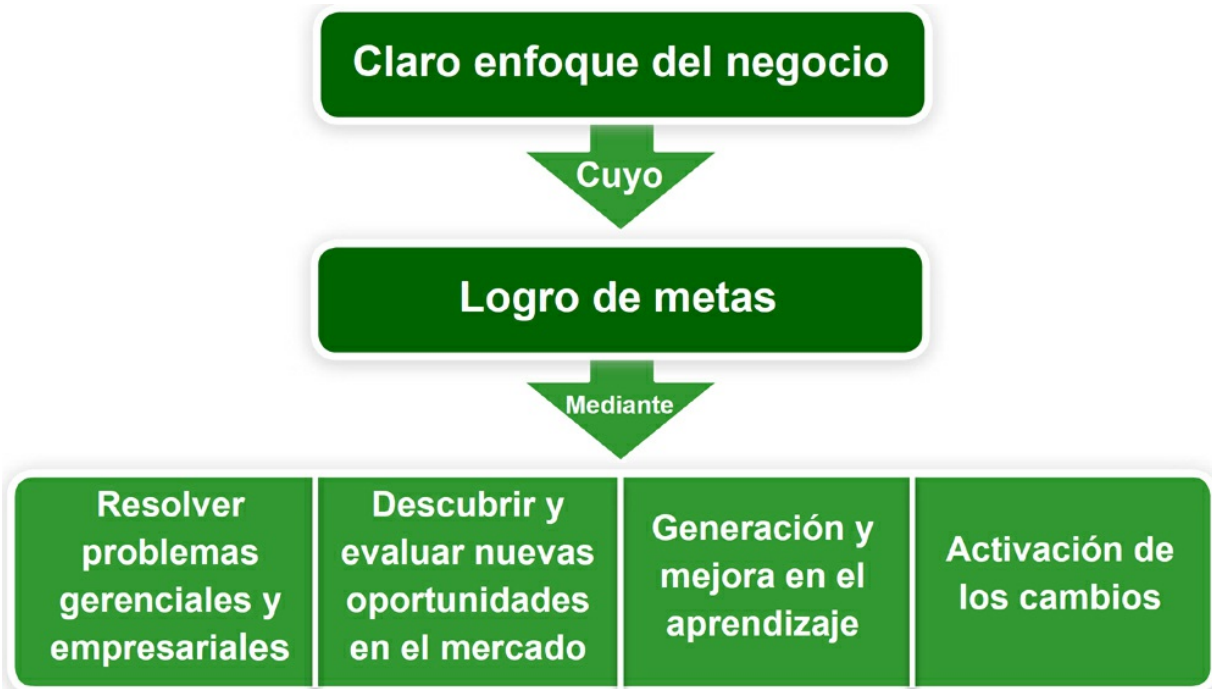 Claro enfoque del negocio
Cuyo
Logro de metas
Mediante
Resolver
problemas
gerenciales y
empresariales
Descubrir y
evaluar nuevas
oportunidades
en el mercado
Generación y
mejora en el
aprendizaje
Activación de
los cambios